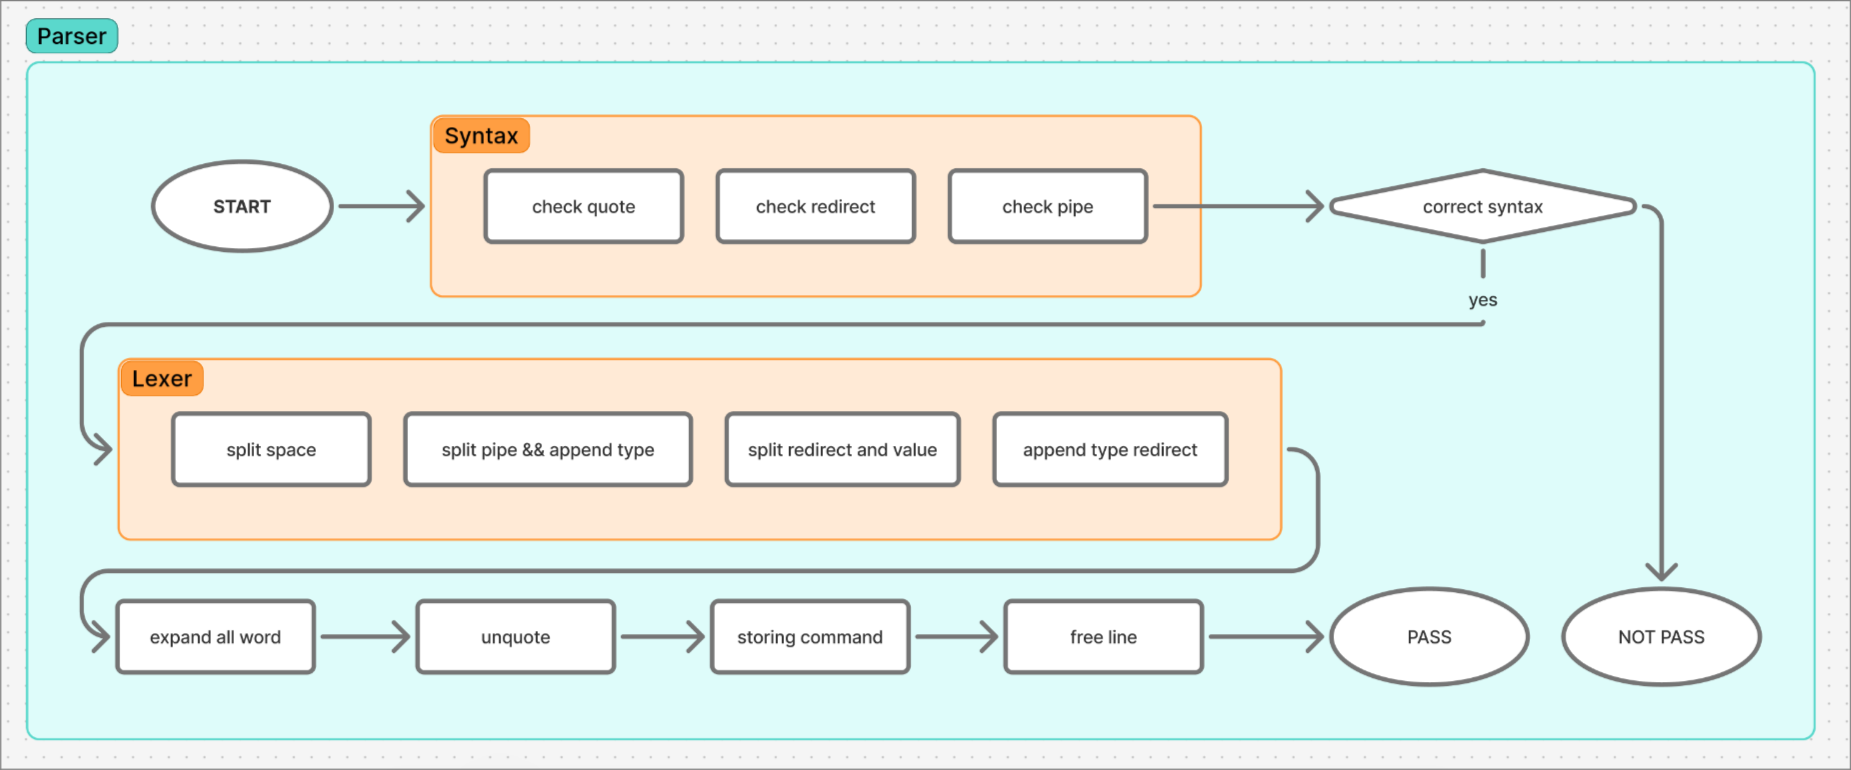 Parser
Syntax
START
check quote
check redirect
check pipe
correct syntax
yes
Lexer
split space
split pipe && append type
split redirect and value
append type redirect
expand all word
unquote
storing command
free line
PASS
NOT PASS